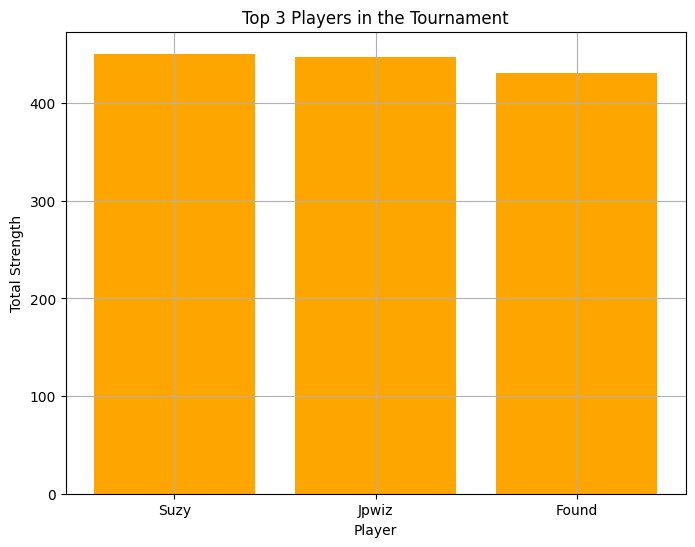 Top 3 Players in the Tournament
Total Strength
400
300
200
100
0
Suzy Jpwiz Found
Player